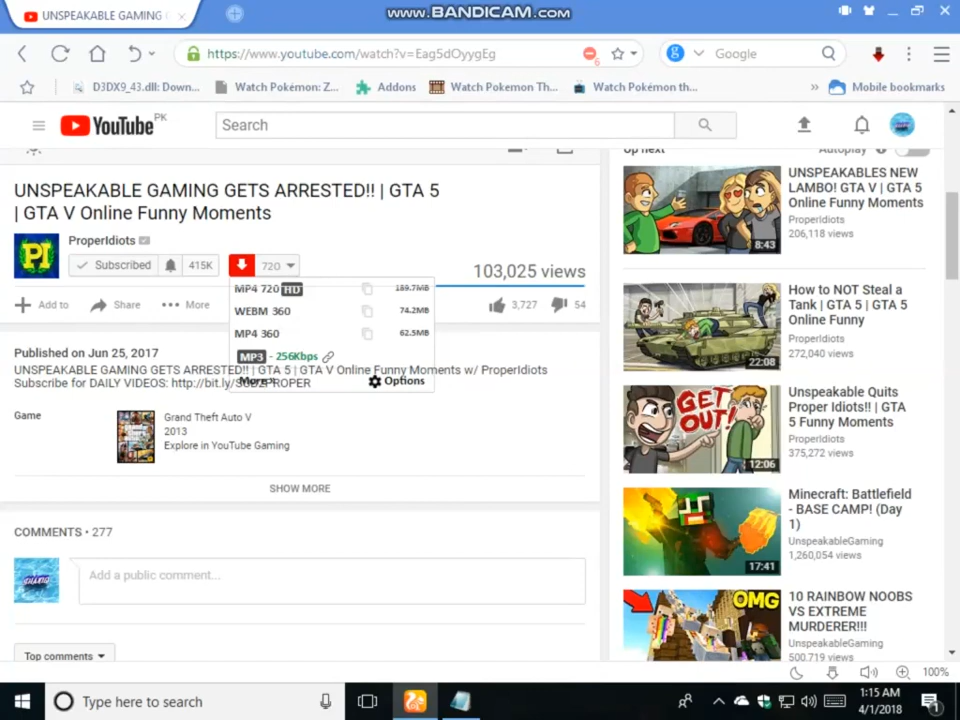 UNSPEAKABLE GAMING
www.BANDICAM.com
https://www.youtube.com/watch?v=Eag5dOyygEg
6
g
Google
D3DX9_43.dll: Down...
Watch Pokémon: Z...
Addons
Watch Pokemon Th...
Watch Pokémon th...
»
Mobile bookmarks
YouTube PK
Search
Up next
Autoplay
UNSPEAKABLE GAMING GETS ARRESTED!! | GTA 5
| GTA V Online Funny Moments
PI
ProperIdiots
Subscribed
415K
720
103,025 views
MP4 720 HD
189.7MB
WEBM 360
74.2MB
MP4 360
62.5MB
MP3 - 256Kbps
More
Options
Add to
Share
More
3,727
54
Published on Jun 25, 2017
UNSPEAKABLE GAMING GETS ARRESTED!! | GTA 5 | GTA V Online Funny Moments w/ ProperIdiots
Subscribe for DAILY VIDEOS: http://bit.ly/SUB2PROPER
Game
Grand Theft Auto V
2013
Explore in YouTube Gaming
SHOW MORE
COMMENTS • 277
Add a public comment...
Top comments
8:43
UNSPEAKABLES NEW
LAMBO! GTA V | GTA 5
Online Funny Moments
ProperIdiots
206,118 views
22:08
How to NOT Steal a
Tank | GTA 5 | GTA 5
Online Funny
ProperIdiots
272,040 views
GET
OUT!
12:06
Unspeakable Quits
Proper Idiots!! | GTA
5 Funny Moments
ProperIdiots
375,272 views
17:41
Minecraft: Battlefield
- BASE CAMP! (Day
1)
UnspeakableGaming
1,260,054 views
OMG
10 RAINBOW NOOBS
VS EXTREME
MURDERER!!!
UnspeakableGaming
500,719 views
100%
Type here to search
1:15 AM
4/1/2018
1